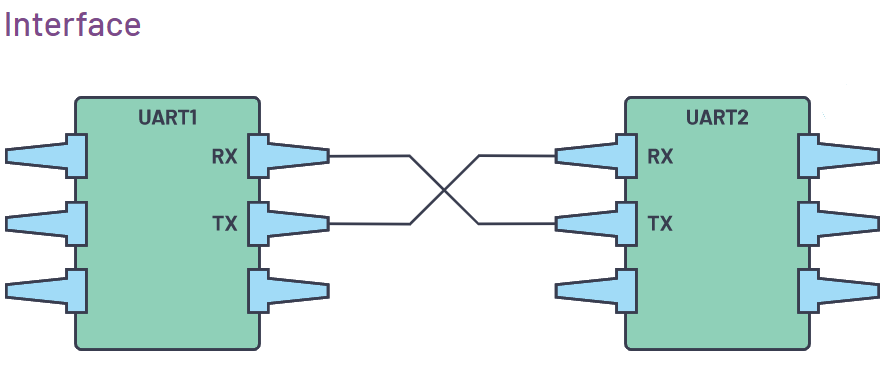 Interface
UART1
UART2
RX
RX
TX
TX